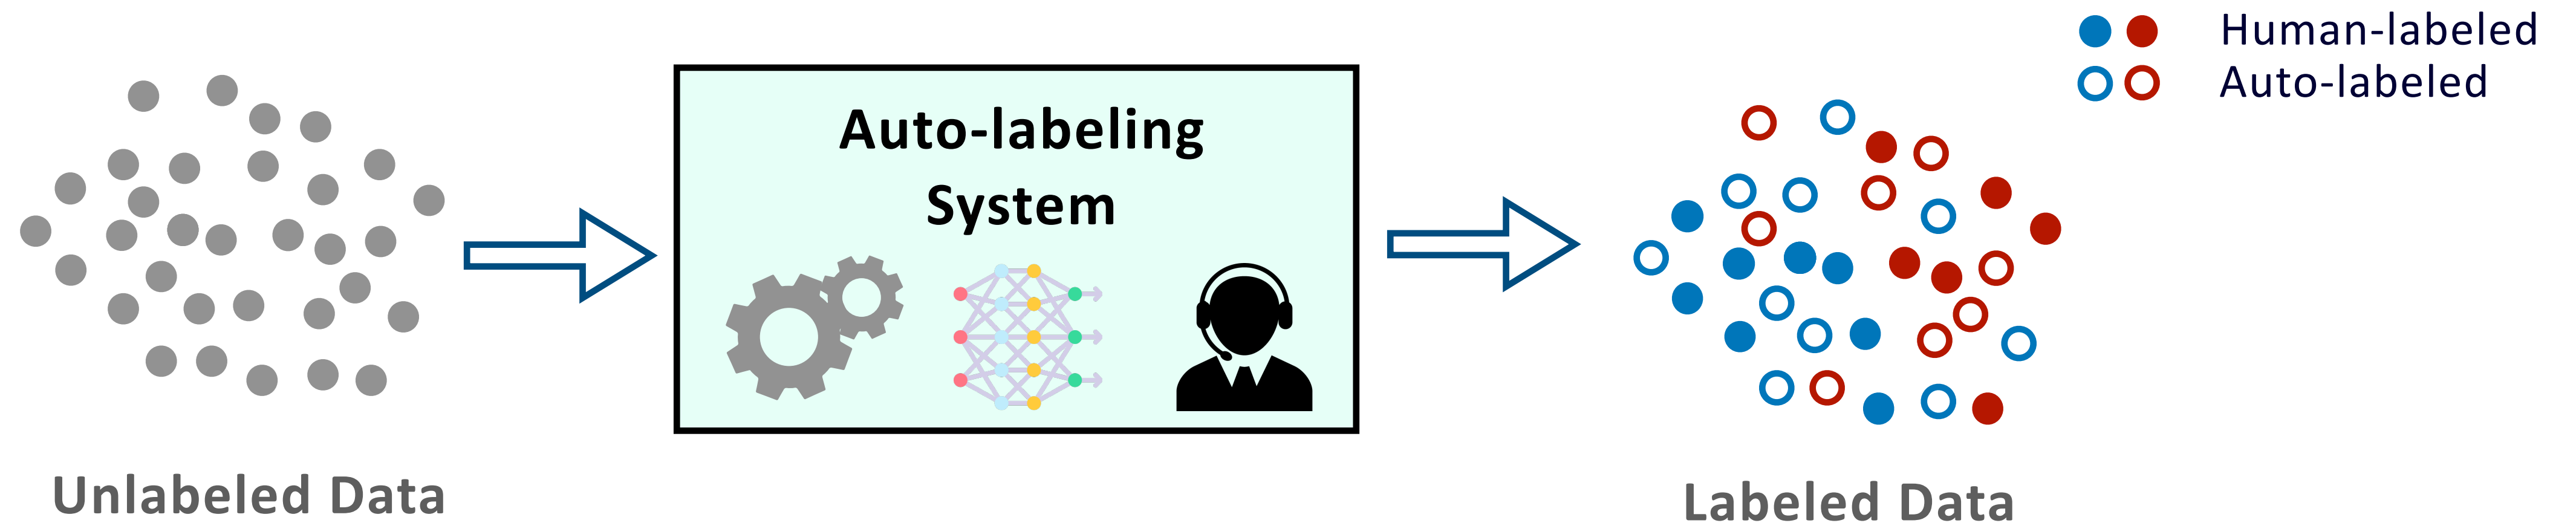 Human-labeled
Auto-labeled
Auto-labeling
System
Unlabeled Data
Labeled Data